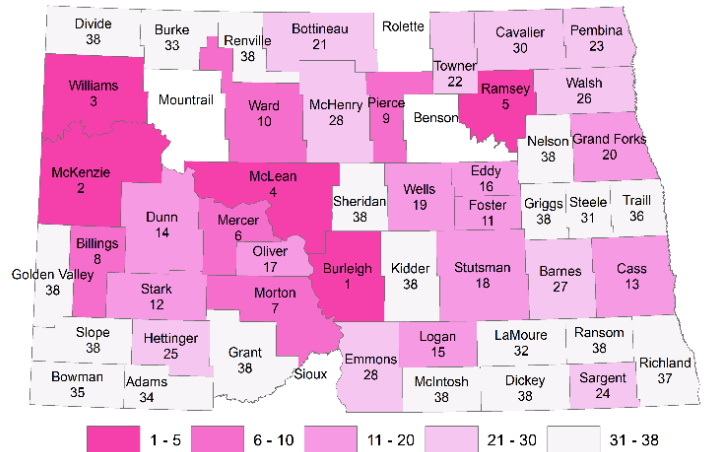 Divide
38
Burke
33
Renville
38
Bottineau
21
Rolette
Towner
22
Cavalier
30
Pembina
23
Williams
3
Mountrail
Ward
10
McHenry
28
Pierce
9
Benson
Ramsey
5
Walsh
26
Nelson
38
Grand Forks
20
McKenzie
2
Dunn
14
McLean
4
Mercer
6
Oliver
17
Sheridan
38
Wells
19
Eddy
16
Foster
11
Griggs
38
Steele
31
Traill
36
Golden Valley
38
Billings
8
Stark
12
Morton
7
Burleigh
1
Kidder
38
Stutsman
18
Barnes
27
Cass
13
Slope
38
Hettinger
25
Grant
38
Sioux
Emmons
28
Logan
15
LaMoure
32
Ransom
38
Richland
37
Bowman
35
Adams
34
McIntosh
38
Dickey
38
Sargent
24
1 - 5
6 - 10
11 - 20
21 - 30
31 - 38